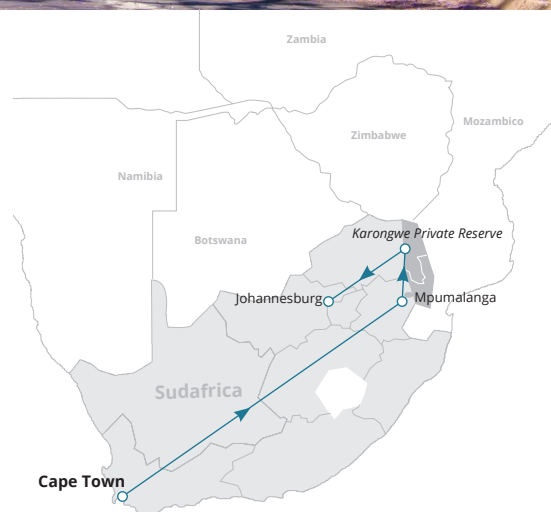 Zambia
Mozambico
Zimbabwe
Namibia
Karongwe Private Reserve
Botswana
Johannesburg
Mpumalanga
Sudafrica
Cape Town